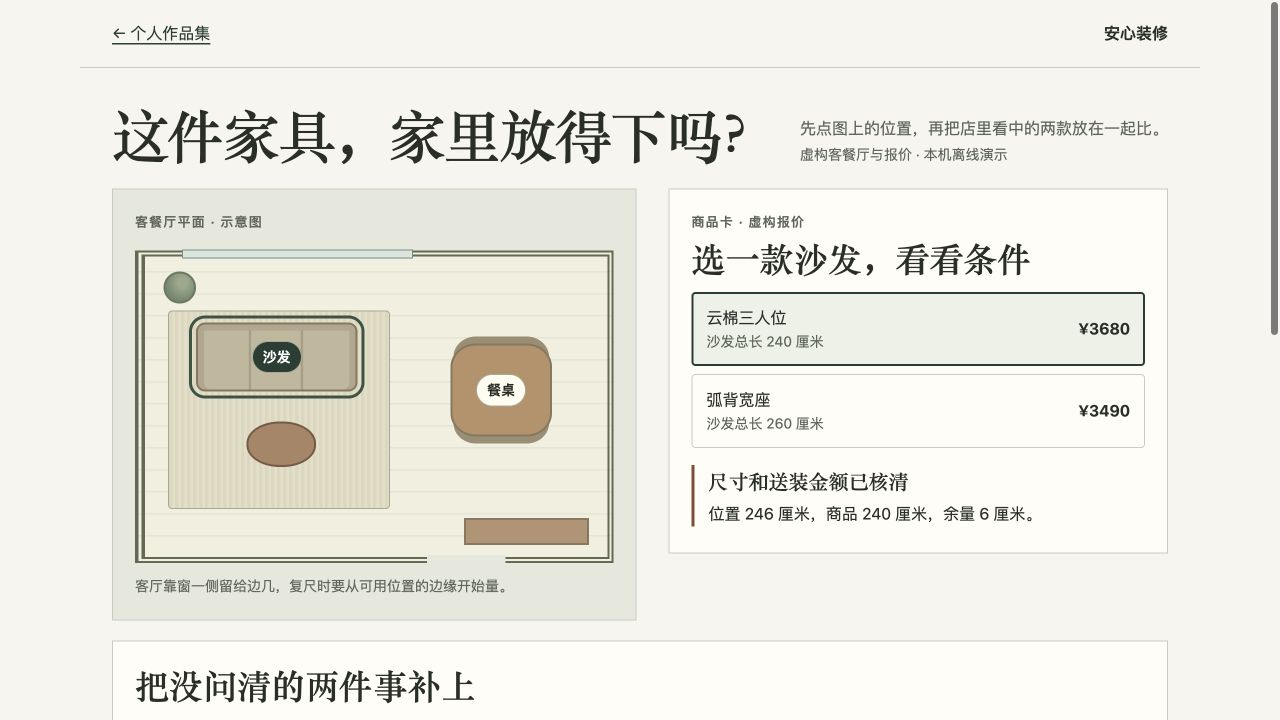 ← 个人作品集
安心装修
这件家具，家里放得下吗?
先点图上的位置，再把店里看中的两款放在一起比。
虚构客餐厅与报价 · 本机离线演示
客餐厅平面 · 示意图
沙发
餐桌
客厅靠窗一侧留给边几，复尺时要从可用位置的边缘开始量。
商品卡 · 虚构报价
选一款沙发，看看条件
云棉三人位
沙发总长 240 厘米
¥3680
弧背宽座
沙发总长 260 厘米
¥3490
尺寸和送装金额已核清
位置 246 厘米，商品 240 厘米，余量 6 厘米。
把没问清的两件事补上